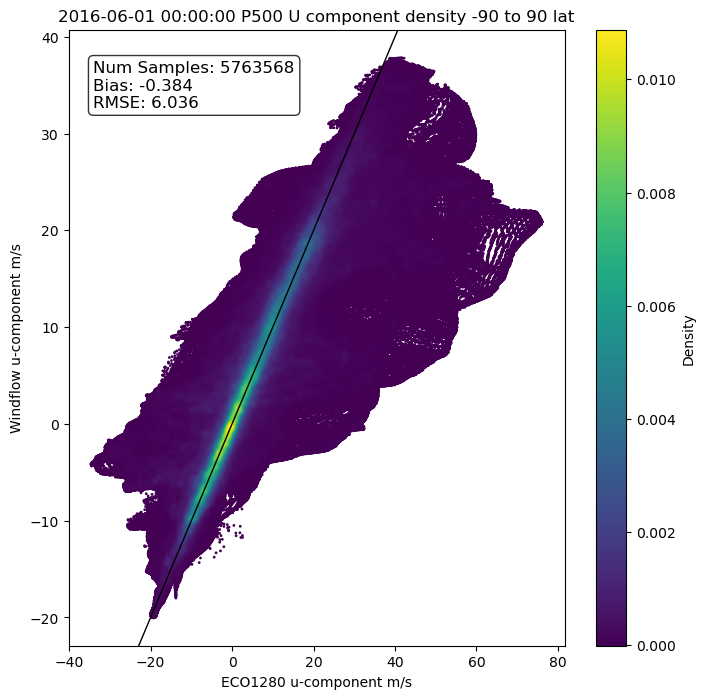 2016-06-01 00:00:00 P500 U component density -90 to 90 lat
Num Samples: 5763568
Bias: -0.384
RMSE: 6.036
40
30
20
10
0
−10
−20
Windflow u-component m/s
−40
−20
0
20
40
60
80
ECO1280 u-component m/s
0.010
0.008
0.006
0.004
0.002
0.000
Density